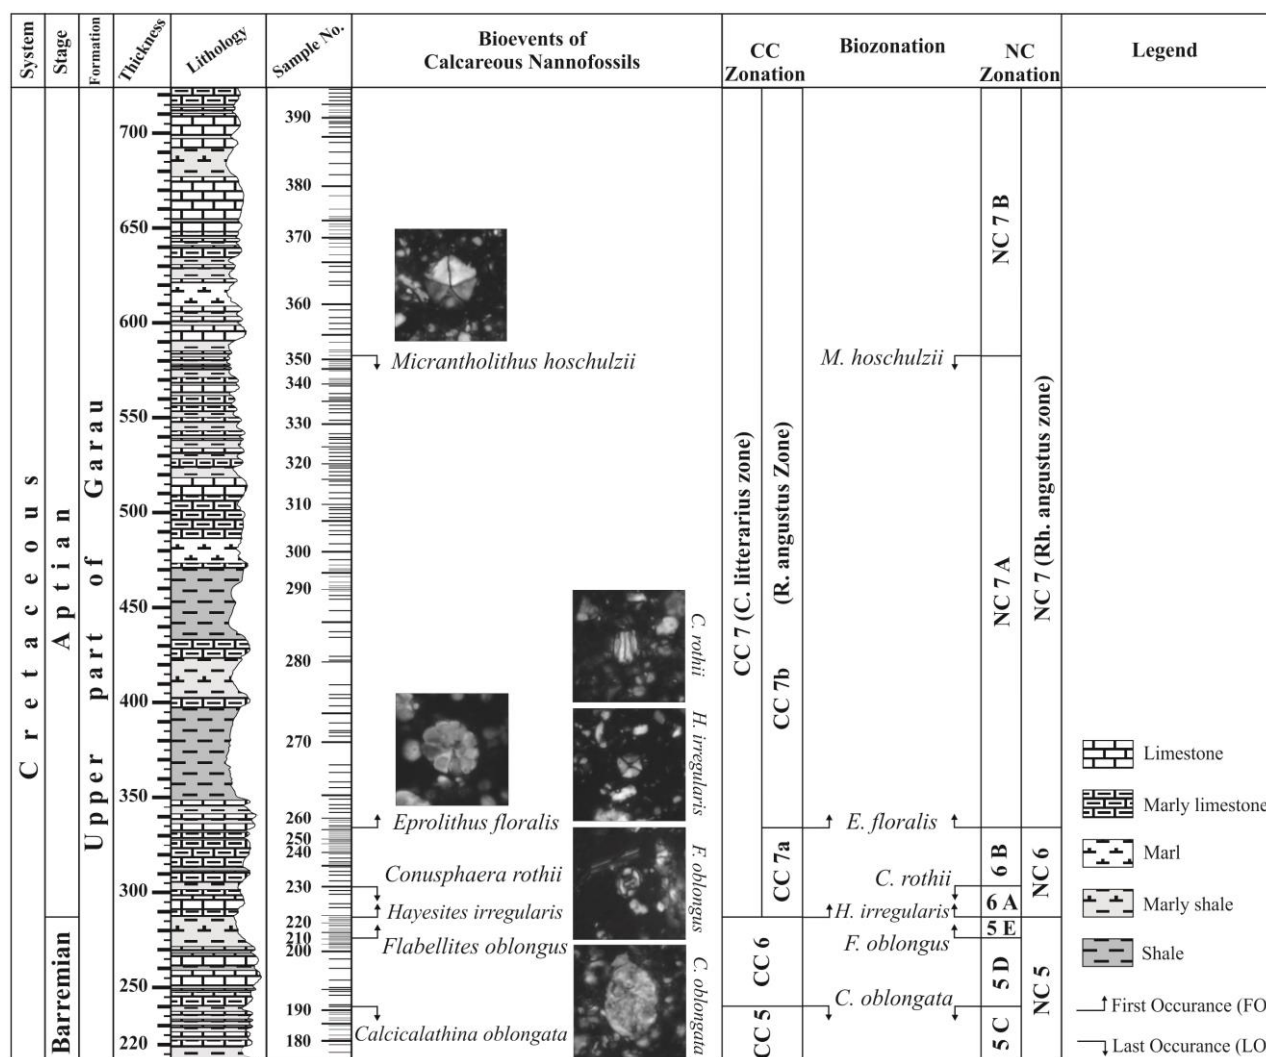 System
Stage
Formation
Thickness
Lithology
Sample No.
Bioevents of
Calcareous Nannofossils
CC
Zonation
Biozonation
NC
Zonation
Legend
Cretaceous
Aptian
Barremian
Upper part of Garau
700
650
600
550
500
450
400
350
300
250
220
390
380
370
360
350
340
330
320
310
300
290
280
270
260
250
240
230
220
210
200
190
180
Micrantholithus hoschulzii
Eprolithus floralis
Conusphaera rothii
Hayesites irregularis
Flabellites oblongus
Calcicalathina oblongata
C. rothii
H. irregularis
F. oblongus
C. oblongata
CC 7 (C. litterarius zone)
CC 7b (R. angustus Zone)
CC 7a
CC 6
CC 5
M. hoschulzii
E. floralis
C. rothii
H. irregularis
F. oblongus
C. oblongata
NC 7 B
NC 7 A
6 B
6 A
5 E
5 D
5 C
NC 7 (Rh. angustus zone)
NC 6
NC 5
Limestone
Marly limestone
Marl
Marly shale
Shale
First Occurance (FO
Last Occurance (LO